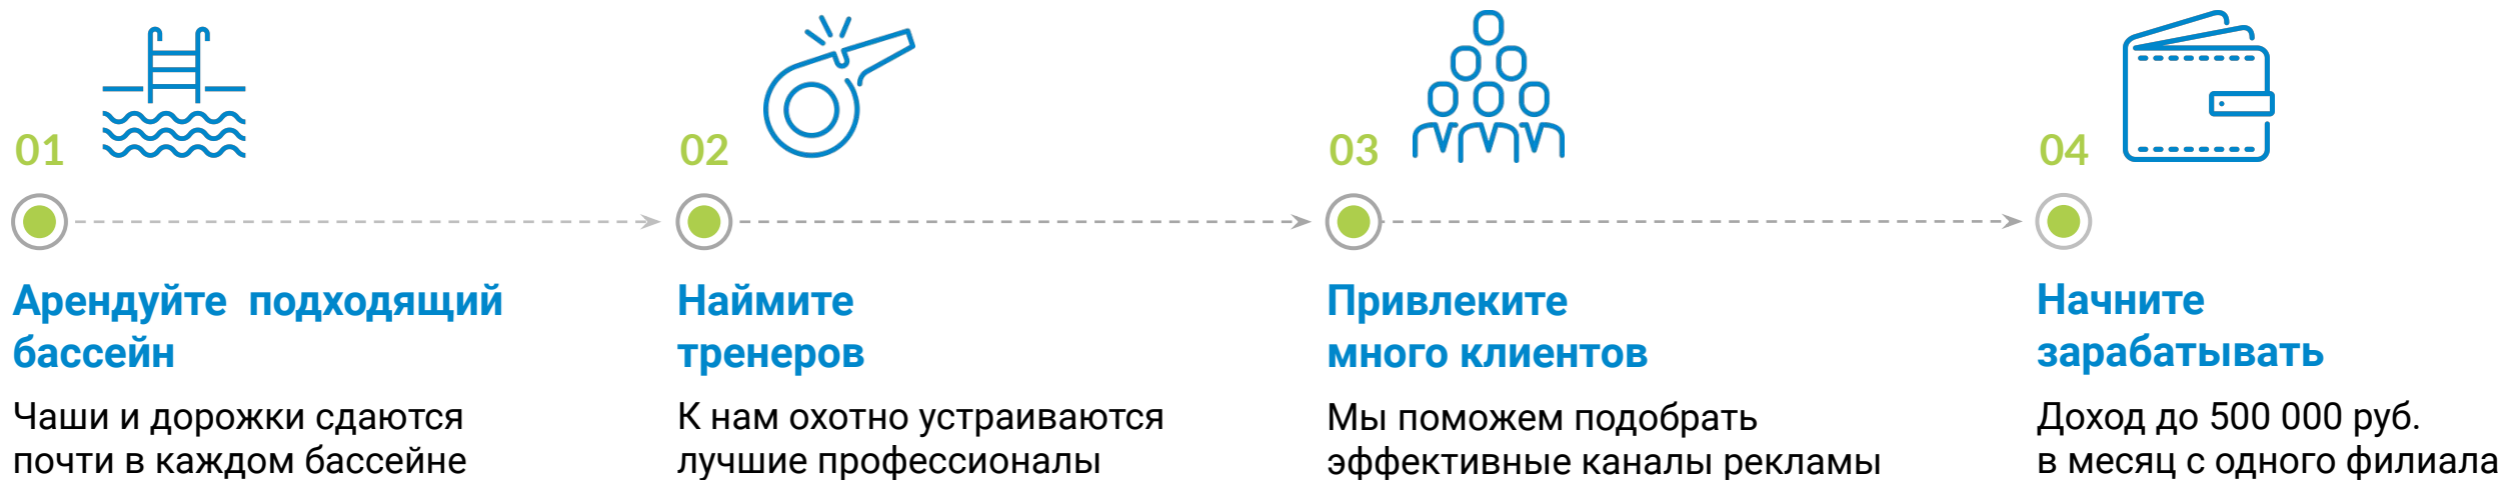 01
Арендуйте подходящий
бассейн
Чаши и дорожки сдаются
почти в каждом бассейне
02
Наймите
тренеров
К нам охотно устраиваются
лучшие профессионалы
03
Привлеките
много клиентов
Мы поможем подобрать
эффективные каналы рекламы
04
Начните
зарабатывать
Доход до 500 000 руб.
в месяц с одного филиала